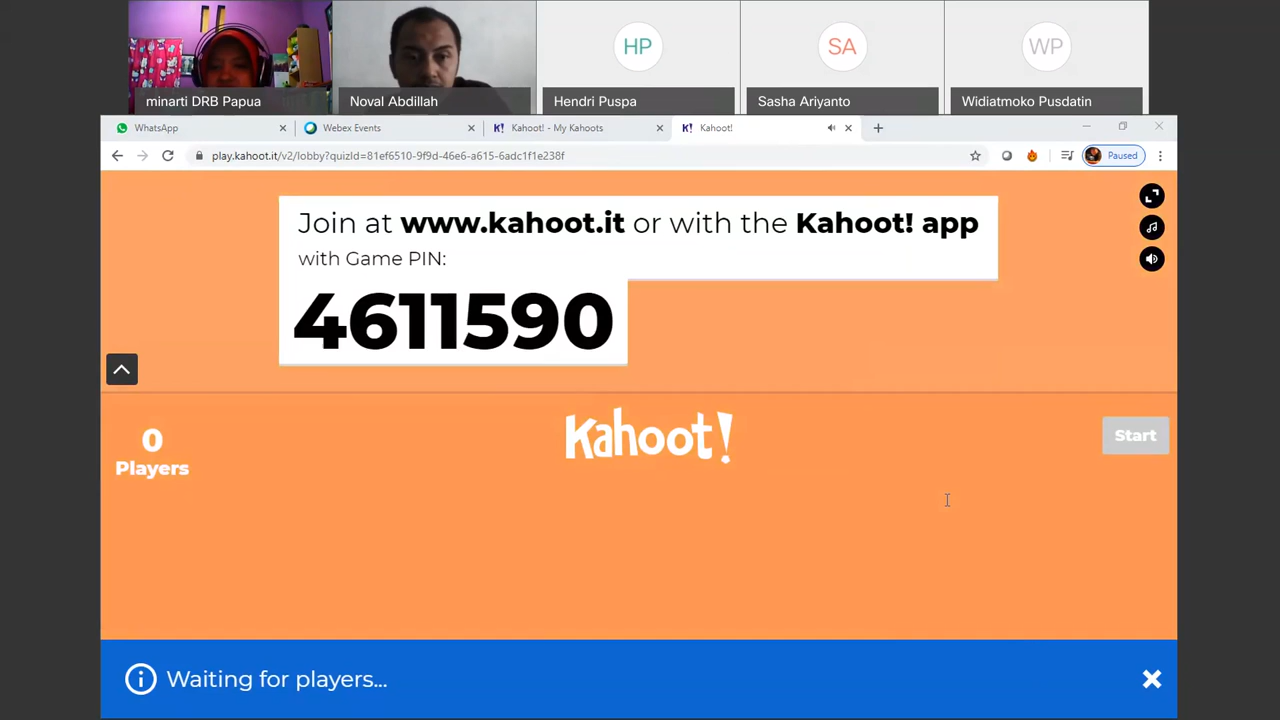 HP
SA
WP
minarti DRB Papua
Noval Abdillah
Hendri Puspa
Sasha Ariyanto
Widiatmoko Pusdatin
WhatsApp
Webex Events
K! Kahoot! - My Kahoots
K! Kahoot!
play.kahoot.it/v2/lobby?quizId=81ef6510-9f9d-46e6-a615-6adc1f1e238f
Paused
Join at www.kahoot.it or with the Kahoot! app
with Game PIN:
4611590
0
Players
Kahoot!
Start
Waiting for players...